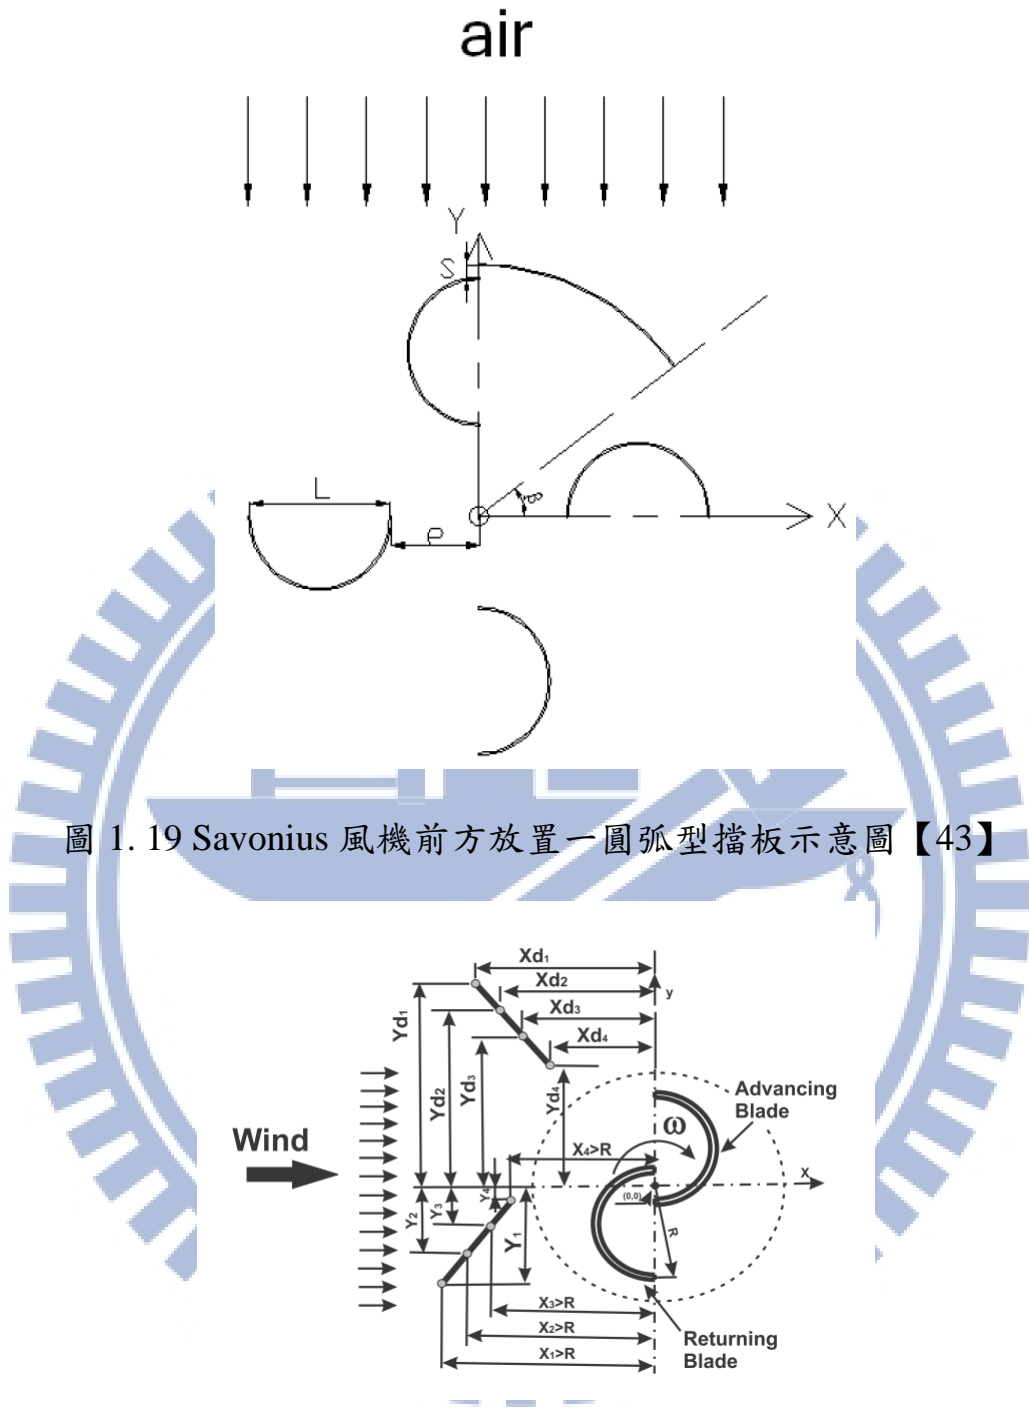 air
Y
S
β
L
e
X
圖 1. 19 Savonius 風機前方放置一圓弧型擋板示意圖【43】
Xd₁
Xd₂
y
Xd₃
Xd₄
Yd₁
Yd₂
Yd₃
Yd₄
Advancing
Blade
ω
Wind
X₄>R
X
Y₄
(0,0)
Y₂
Y₃
Y₁
R
X₃>R
X₂>R
X₁>R
Returning
Blade